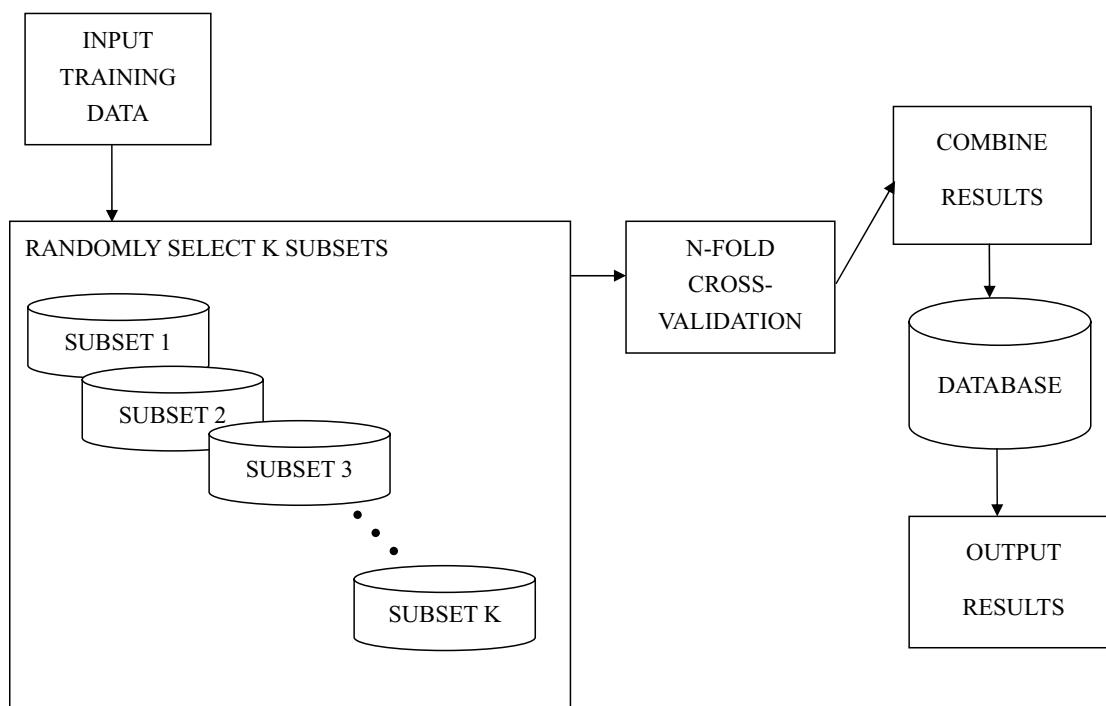 INPUT
TRAINING
DATA
RANDOMLY SELECT K SUBSETS
SUBSET 1
SUBSET 2
SUBSET 3
SUBSET K
N-FOLD
CROSS-
VALIDATION
COMBINE
RESULTS
DATABASE
OUTPUT
RESULTS